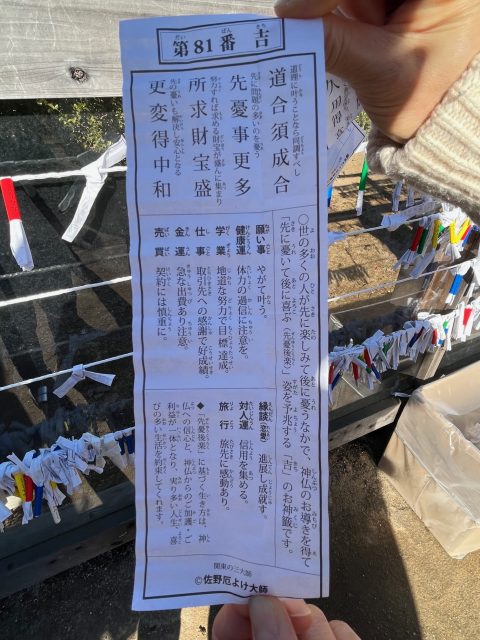 第81番 吉
道合須成合
道理に叶うことなら同調すべし
先憂事更多
先に問題の多いのを憂う
所求財宝盛
努力すれば求める財宝が盛んに集まり
更変得中和
先の憂いも解決し安心となる
○世の多くの人が先に楽しみて後に憂うなかで、神仏のお導きを得て
「先に憂いて後に喜ぶ(先憂後楽)」姿を予兆する「吉」のお神籤です。
願い事 やがて叶う。
健康運 体力の過信に注意を。
学業 地道な努力で目標達成。
仕事 取引先への感謝で好成績。
金運 急な出費あり注意。
売買 契約には慎重に。
縁談(恋愛) 進展し成就す。
対人運 信用を集める。
旅行 旅先に感動あり。
◆「先憂後楽」に基づく生き方は、神
仏への信心と、神仏からのご加護・ご
利益が一体となり、実り多い人生、喜
びの多い生活を約束してくれます。
関東の三大師
©佐野厄よけ大師